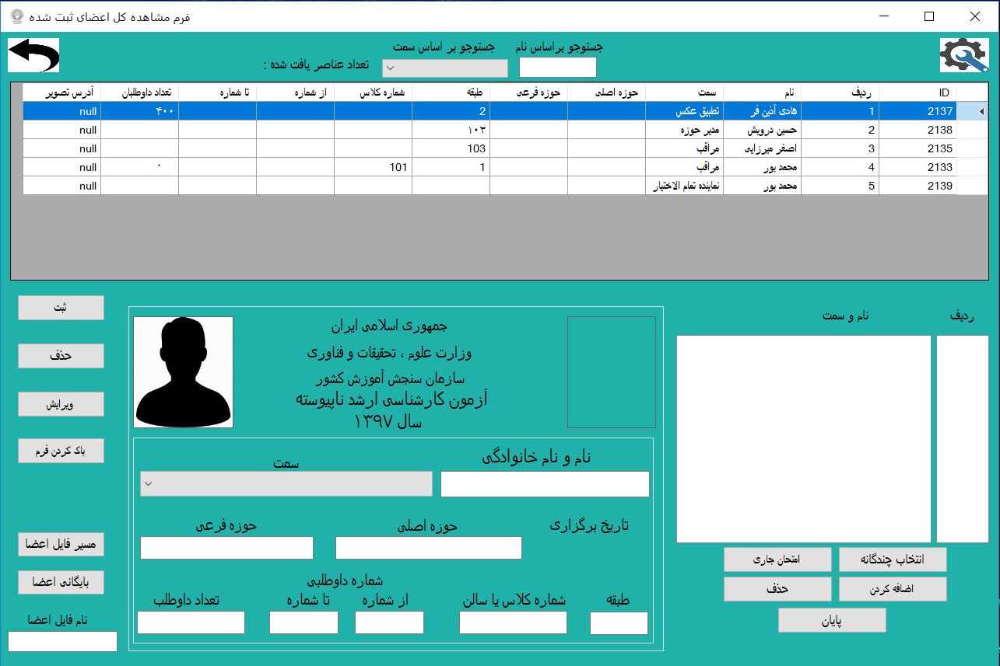 فرم مشاهده کل اعضای ثبت شده
جستوجو براساس نام
جستوجو بر اساس سمت
تعداد عناصر یافت شده :
ID ردیف نام سمت حوزه اصلی حوزه فرعی طبقه شماره کلاس از شماره تا شماره تعداد داوطلبان آدرس تصویر
2137 1 هادی آذین فر تطبیق عکس 2 ۴۰۰ null
2138 2 حسین درویش مدیر حوزه ۱۰۲ null
2135 3 اصغر میرزایی مراقب 103 null
2133 4 محمد پور مراقب 1 101 ۰ null
2139 5 محمد پور نماینده تمام الاختیار null
ردیف
نام و سمت
انتخاب چندگانه
امتحان جاری
اضافه کردن
حذف
پایان
جمهوری اسلامی ایران
وزارت علوم ، تحقیقات و فناوری
سازمان سنجش آموزش کشور
آزمون کارشناسی ارشد ناپیوسته
سال ۱۳۹۷
نام و نام خانوادگی
سمت
تاریخ برگزاری
حوزه اصلی
حوزه فرعی
شماره داوطلبی
طبقه
شماره کلاس یا سالن
از شماره
تا شماره
تعداد داوطلب
ثبت
حذف
ویرایش
پاک کردن فرم
مسیر فایل اعضا
بایگانی اعضا
نام فایل اعضا